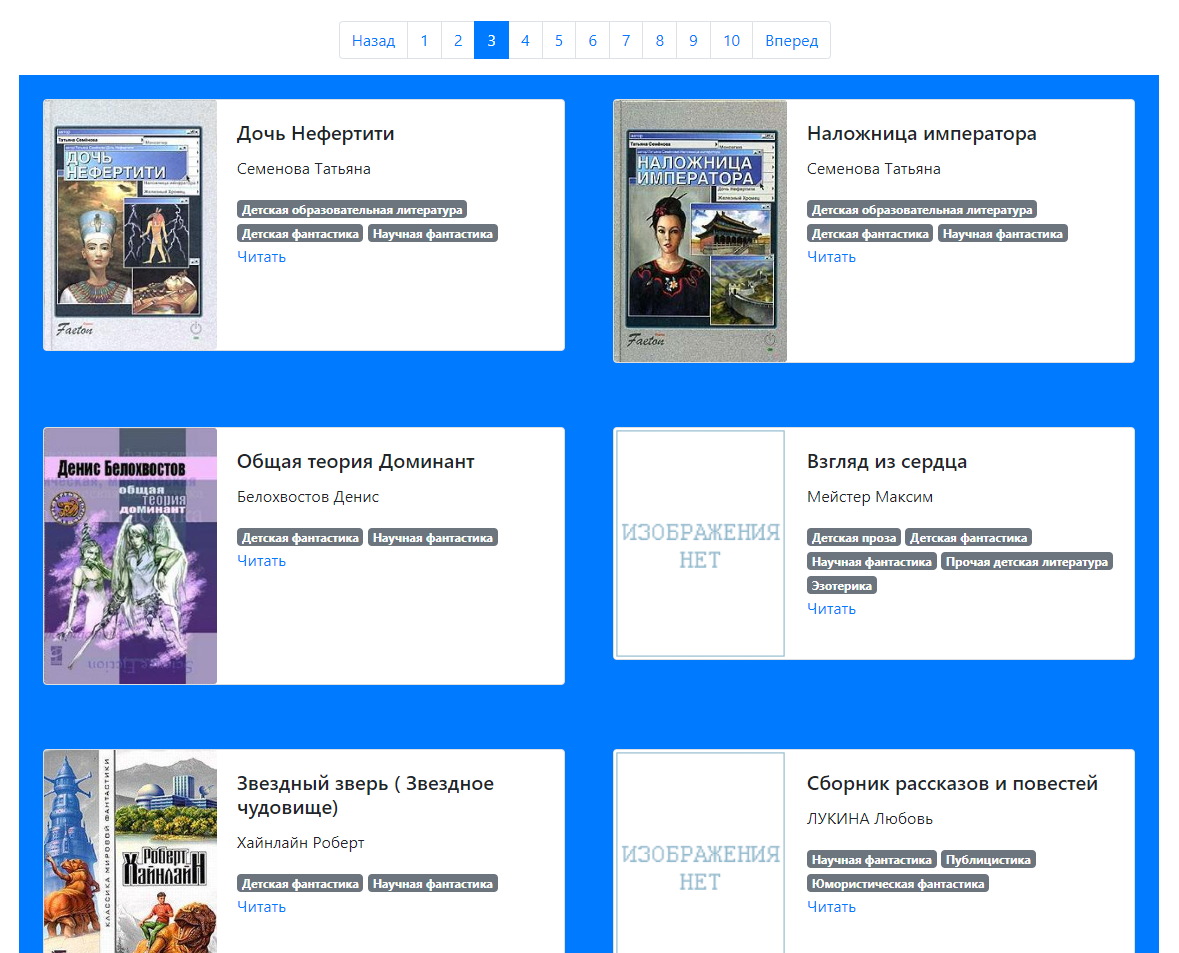 Назад 1 2 3 4 5 6 7 8 9 10 Вперед
Татьяна Семёнова
ДОЧЬ
НЕФЕРТИТИ
Наложница императора
Железный Хромец
Faeton
Дочь Нефертити
Семенова Татьяна
Детская образовательная литература
Детская фантастика Научная фантастика
Читать
Татьяна Семёнова
НАЛОЖНИЦА
ИМПЕРАТОРА
Дочь Нефертити
Железный Хромец
Faeton
Наложница императора
Семенова Татьяна
Детская образовательная литература
Детская фантастика Научная фантастика
Читать
Денис Белохвостов
общая
теория
доминант
Science Fiction
Общая теория Доминант
Белохвостов Денис
Детская фантастика Научная фантастика
Читать
ИЗОБРАЖЕНИЯ
НЕТ
Взгляд из сердца
Мейстер Максим
Детская проза Детская фантастика
Научная фантастика Прочая детская литература
Эзотерика
Читать
КЛАССИКА МИРОВОЙ ФАНТАСТИКИ
Роберт
Хайнлайн
Звездный зверь ( Звездное
чудовище)
Хайнлайн Роберт
Детская фантастика Научная фантастика
Читать
ИЗОБРАЖЕНИЯ
НЕТ
Сборник рассказов и повестей
ЛУКИНА Любовь
Научная фантастика Публицистика
Юмористическая фантастика
Читать